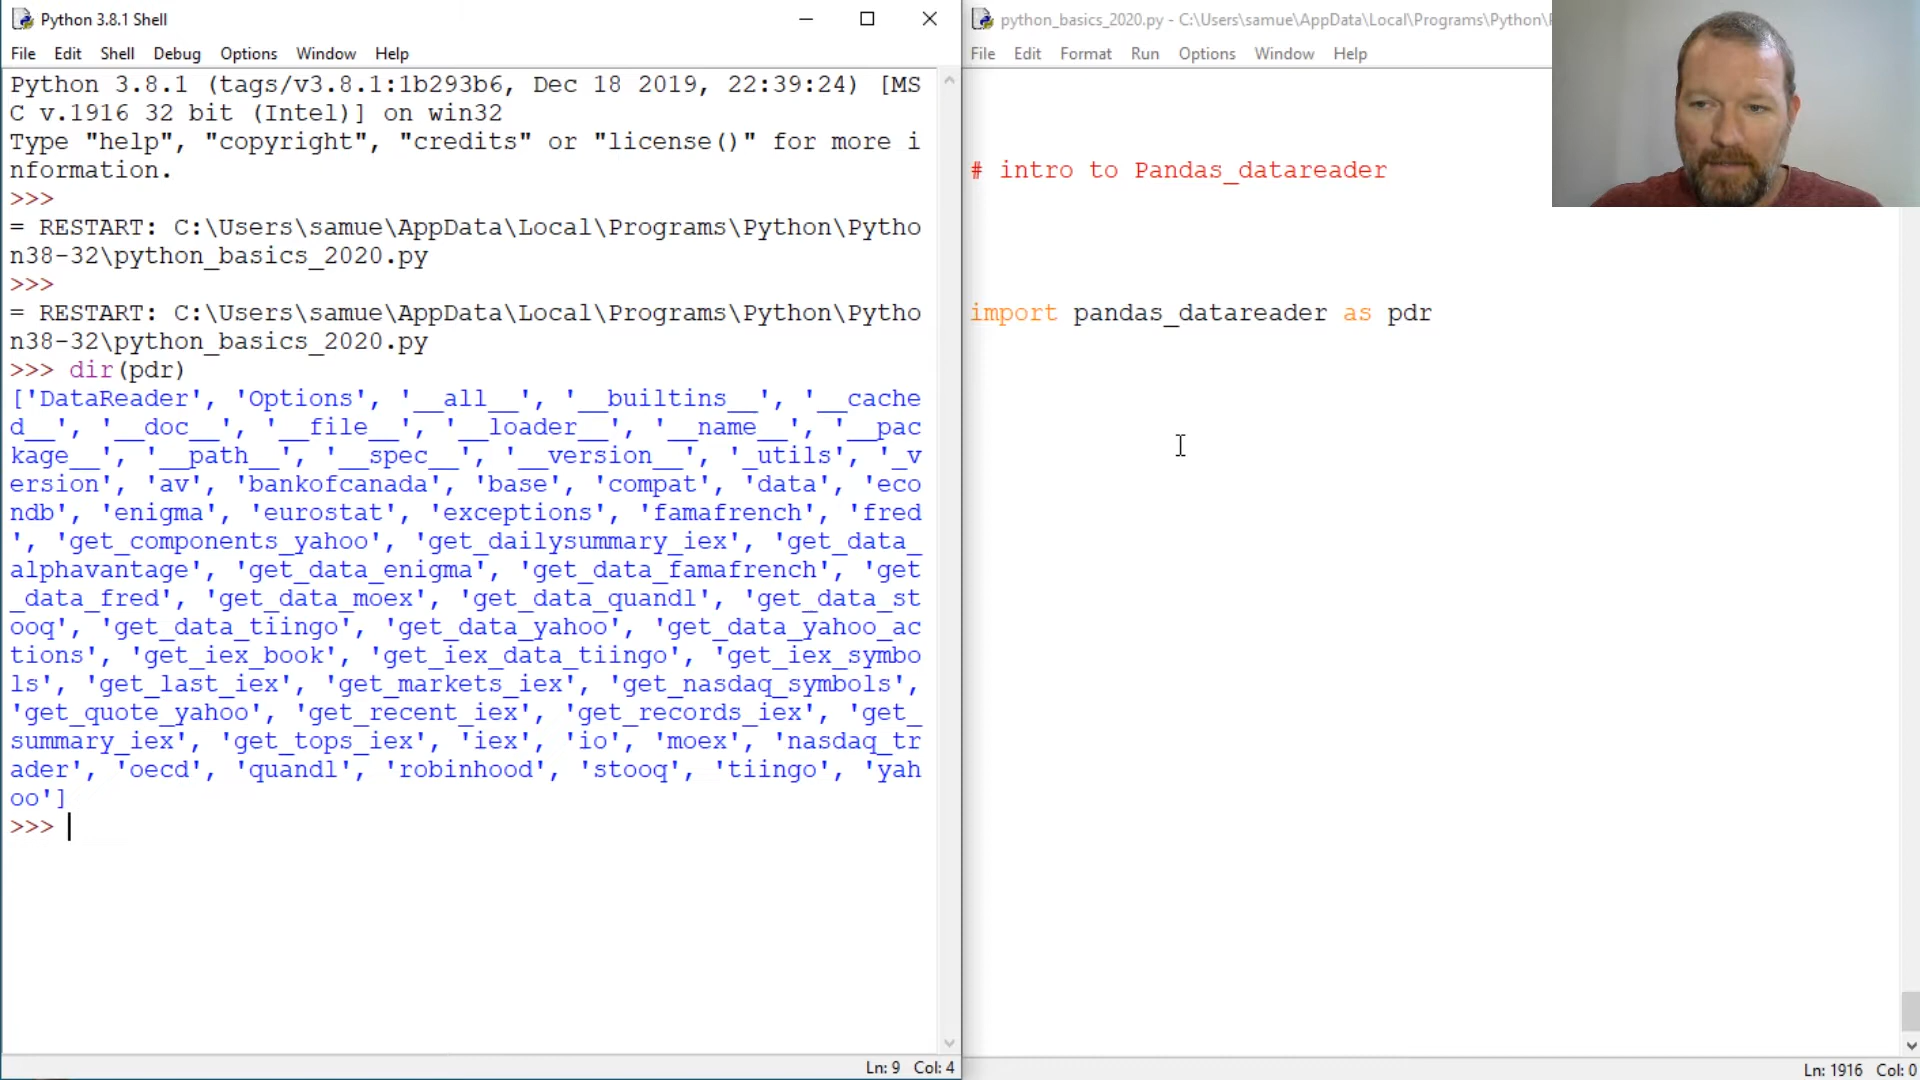 Python 3.8.1 Shell
File Edit Shell Debug Options Window Help
Python 3.8.1 (tags/v3.8.1:1b293b6, Dec 18 2019, 22:39:24) [MS
C v.1916 32 bit (Intel)] on win32
Type "help", "copyright", "credits" or "license()" for more i
nformation.
>>>
= RESTART: C:\Users\samue\AppData\Local\Programs\Python\Pytho
n38-32\python_basics_2020.py
>>>
= RESTART: C:\Users\samue\AppData\Local\Programs\Python\Pytho
n38-32\python_basics_2020.py
>>> dir(pdr)
['DataReader', 'Options', '__all__', '__builtins__', '__cache
d__', '__doc__', '__file__', '__loader__', '__name__', '__pac
kage__', '__path__', '__spec__', '__version__', '_utils', '_v
ersion', 'av', 'bankofcanada', 'base', 'compat', 'data', 'eco
ndb', 'enigma', 'eurostat', 'exceptions', 'famafrench', 'fred
', 'get_components_yahoo', 'get_dailysummary_iex', 'get_data_
alphavantage', 'get_data_enigma', 'get_data_famafrench', 'get
_data_fred', 'get_data_moex', 'get_data_quandl', 'get_data_st
ooq', 'get_data_tiingo', 'get_data_yahoo', 'get_data_yahoo_ac
tions', 'get_iex_book', 'get_iex_data_tiingo', 'get_iex_symbo
ls', 'get_last_iex', 'get_markets_iex', 'get_nasdaq_symbols',
'get_quote_yahoo', 'get_recent_iex', 'get_records_iex', 'get_
summary_iex', 'get_tops_iex', 'iex', 'io', 'moex', 'nasdaq_tr
ader', 'oecd', 'quandl', 'robinhood', 'stooq', 'tiingo', 'yah
oo']
>>>
Ln: 9 Col: 4
python_basics_2020.py - C:\Users\samue\AppData\Local\Programs\Python\
File Edit Format Run Options Window Help
# intro to Pandas_datareader
import pandas_datareader as pdr
Ln: 1916 Col: 0